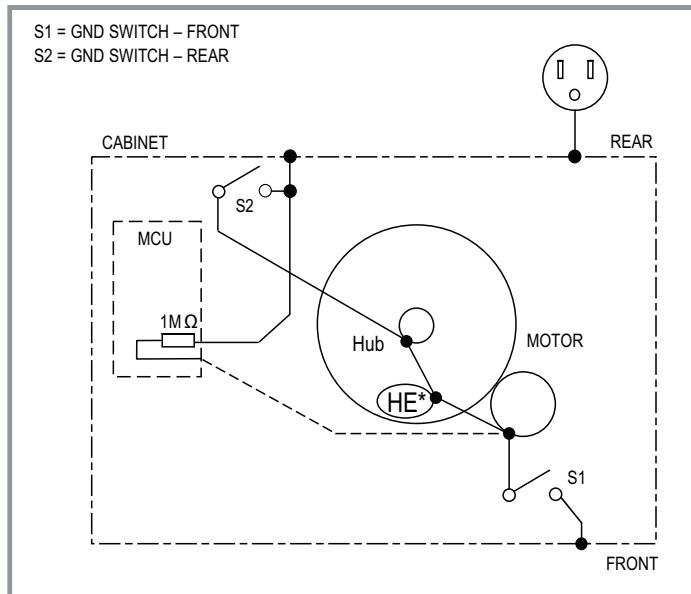 S1 = GND SWITCH – FRONT
S2 = GND SWITCH – REAR
CABINET
REAR
S2
MCU
1M Ω
Hub
MOTOR
HE*
S1
FRONT